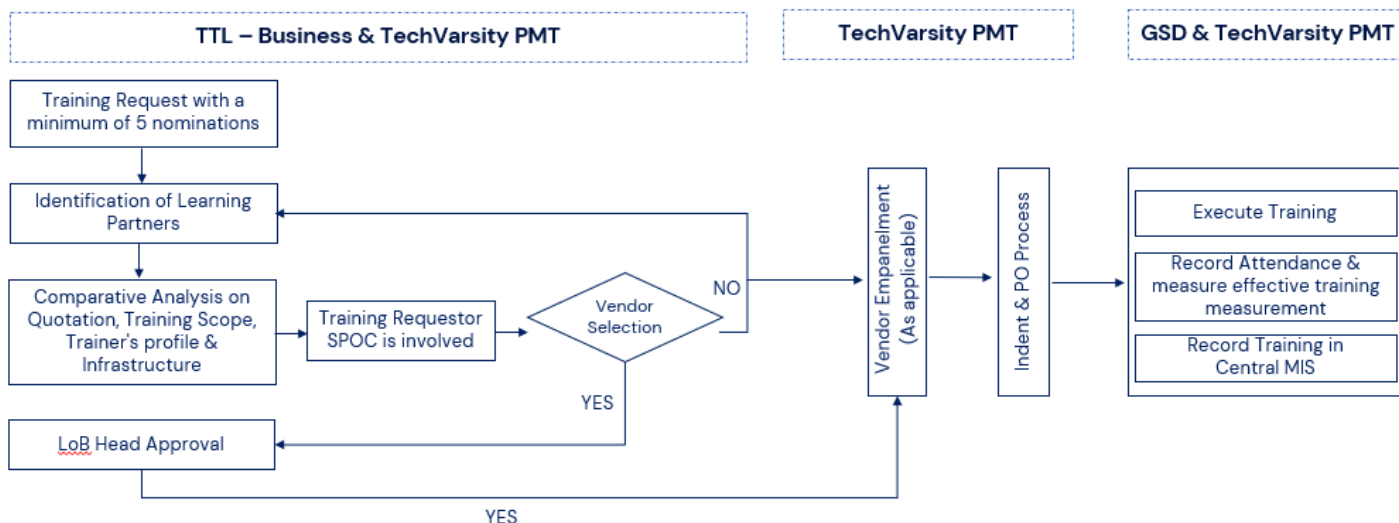 TTL – Business & TechVarsity PMT
TechVarsity PMT
GSD & TechVarsity PMT
Training Request with a
minimum of 5 nominations
Identification of Learning
Partners
Comparative Analysis on
Quotation, Training Scope,
Trainer's profile &
Infrastructure
Training Requestor
SPOC is involved
Vendor
Selection
NO
YES
LoB Head Approval
YES
Vendor Empanelment
(As applicable)
Indent & PO Process
Execute Training
Record Attendance &
measure effective training
measurement
Record Training in
Central MIS